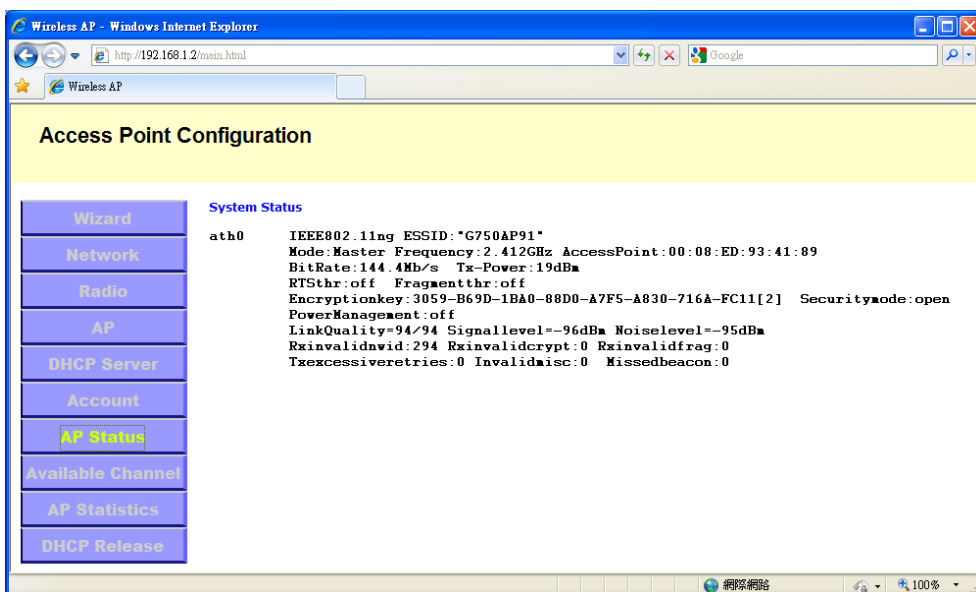 Wireless AP - Windows Internet Explorer
http://192.168.1.2/main.html
Google
Wireless AP
Access Point Configuration
Wizard
Network
Radio
AP
DHCP Server
Account
AP Status
Available Channel
AP Statistics
DHCP Release
System Status
ath0 IEEE802.11ng ESSID:"G750AP91"
Mode:Master Frequency:2.412GHz AccessPoint:00:08:ED:93:41:89
BitRate:144.4Mb/s Tx-Power:19dBm
RTSthr:off Fragmentthr:off
Encryptionkey:3059-B69D-1BA0-88D0-A7F5-A830-716A-FC11[2] Securitymode:open
PowerManagement:off
LinkQuality=94/94 Signallevel=-96dBm Noiselevel=-95dBm
Rxinvalidnwid:294 Rxinvalidcrypt:0 Rxinvalidfrag:0
Txexcessiveretries:0 Invalidmisc:0 Missedbeacon:0
網際網路
100%